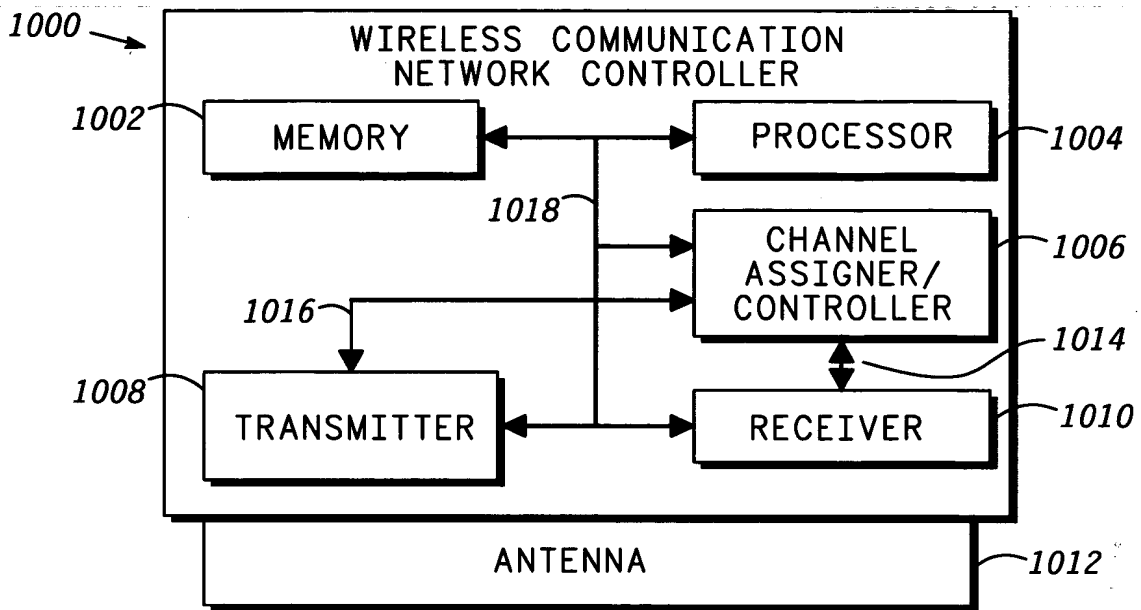 1000
WIRELESS COMMUNICATION
NETWORK CONTROLLER
1002
MEMORY
PROCESSOR
1004
1018
CHANNEL
ASSIGNER/
CONTROLLER
1006
1016
1014
1008
TRANSMITTER
RECEIVER
1010
ANTENNA
1012